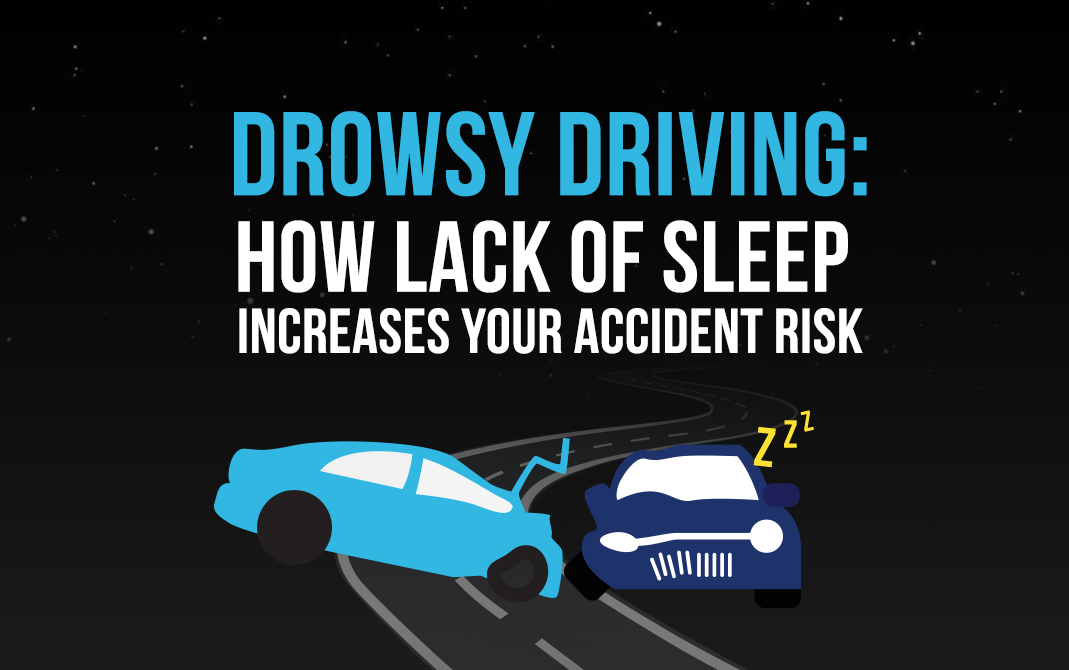 DROWSY DRIVING:
HOW LACK OF SLEEP
INCREASES YOUR ACCIDENT RISK
Z Z Z